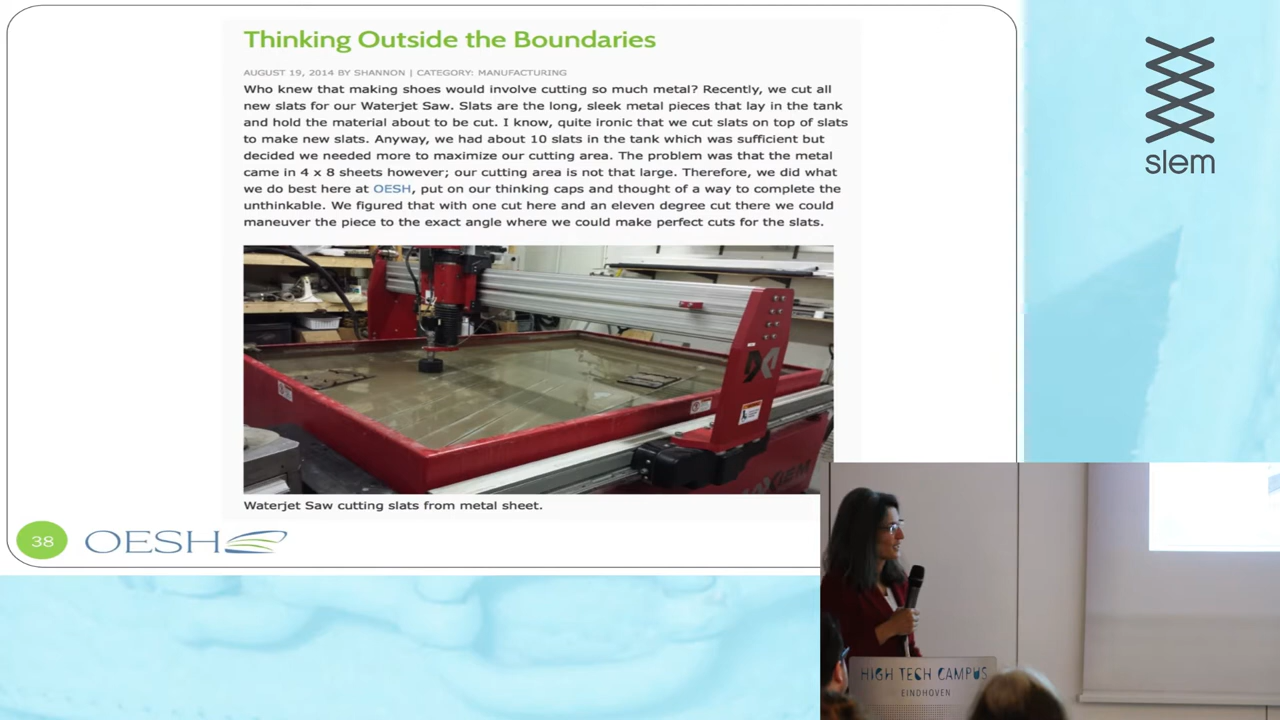 Thinking Outside the Boundaries
AUGUST 19, 2014 BY SHANNON | CATEGORY: MANUFACTURING
Who knew that making shoes would involve cutting so much metal? Recently, we cut all
new slats for our Waterjet Saw. Slats are the long, sleek metal pieces that lay in the tank
and hold the material about to be cut. I know, quite ironic that we cut slats on top of slats
to make new slats. Anyway, we had about 10 slats in the tank which was sufficient but
decided we needed more to maximize our cutting area. The problem was that the metal
came in 4 x 8 sheets however; our cutting area is not that large. Therefore, we did what
we do best here at OESH, put on our thinking caps and thought of a way to complete the
unthinkable. We figured that with one cut here and an eleven degree cut there we could
maneuver the piece to the exact angle where we could make perfect cuts for the slats.
Waterjet Saw cutting slats from metal sheet.
38
OESH
slem
HIGH TECH CAMPUS
EINDHOVEN